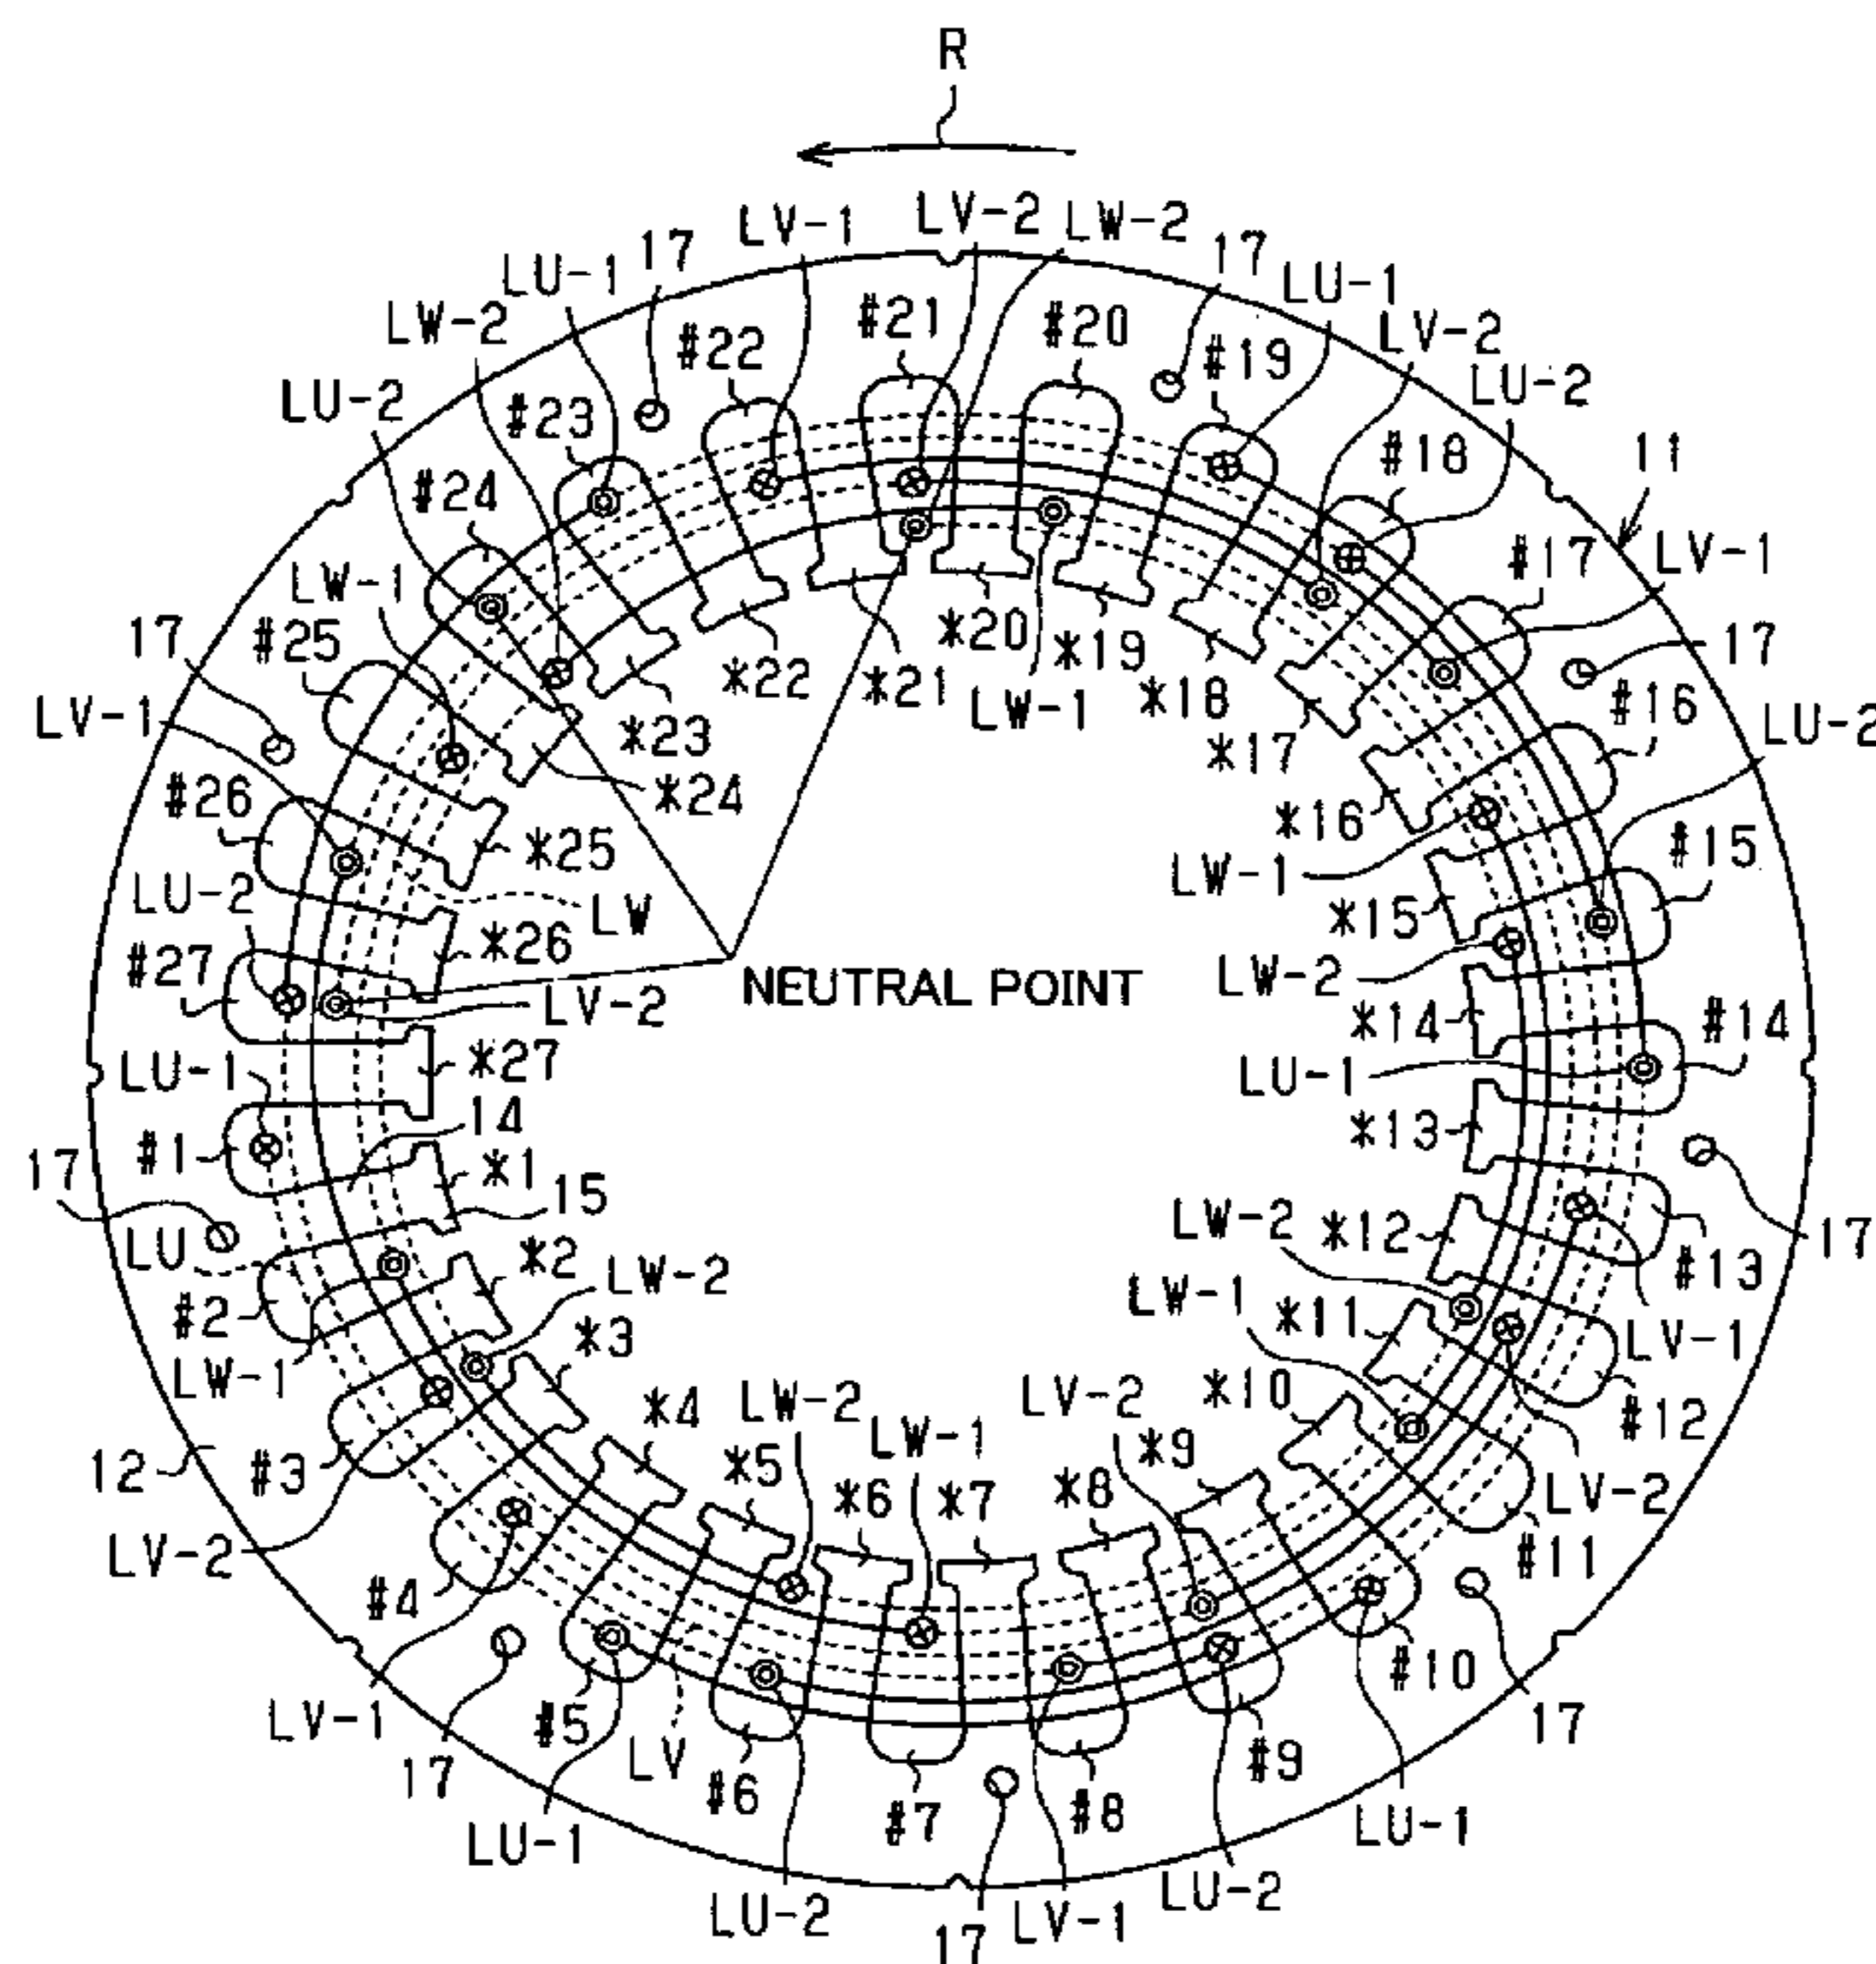 R
LV-1
LV-2
LW-2
17
17
LU-1
LU-1
LW-2
LV-2
#22
#21
#20
#19
LU-2
LU-2
#23
#18
11
#24
#17
LV-1
LW-1
17
#25
*20
*19
17
*22
*21
LW-1
*18
#16
LV-1
*23
*17
LU-2
*24
#26
*16
*25
#15
LW-1
LU-2
LW
*15
*26
#27
LW-2
NEUTRAL POINT
LV-2
*14
#14
*27
LU-1
LU-1
14
*13
#1
*1
17
15
LW-2
*12
17
LU
*2
LW-2
#13
#2
LW-1
*11
*3
LV-1
LW-1
*10
*4
LW-2
LV-2
#12
LW-1
*5
*9
12
#3
*6
*7
*8
LV-2
LV-2
#11
#4
#10
LV-1
#5
17
17
LV
#9
#6
#7
#8
LU-1
LU-1
LU-2
LU-2
17
LV-1